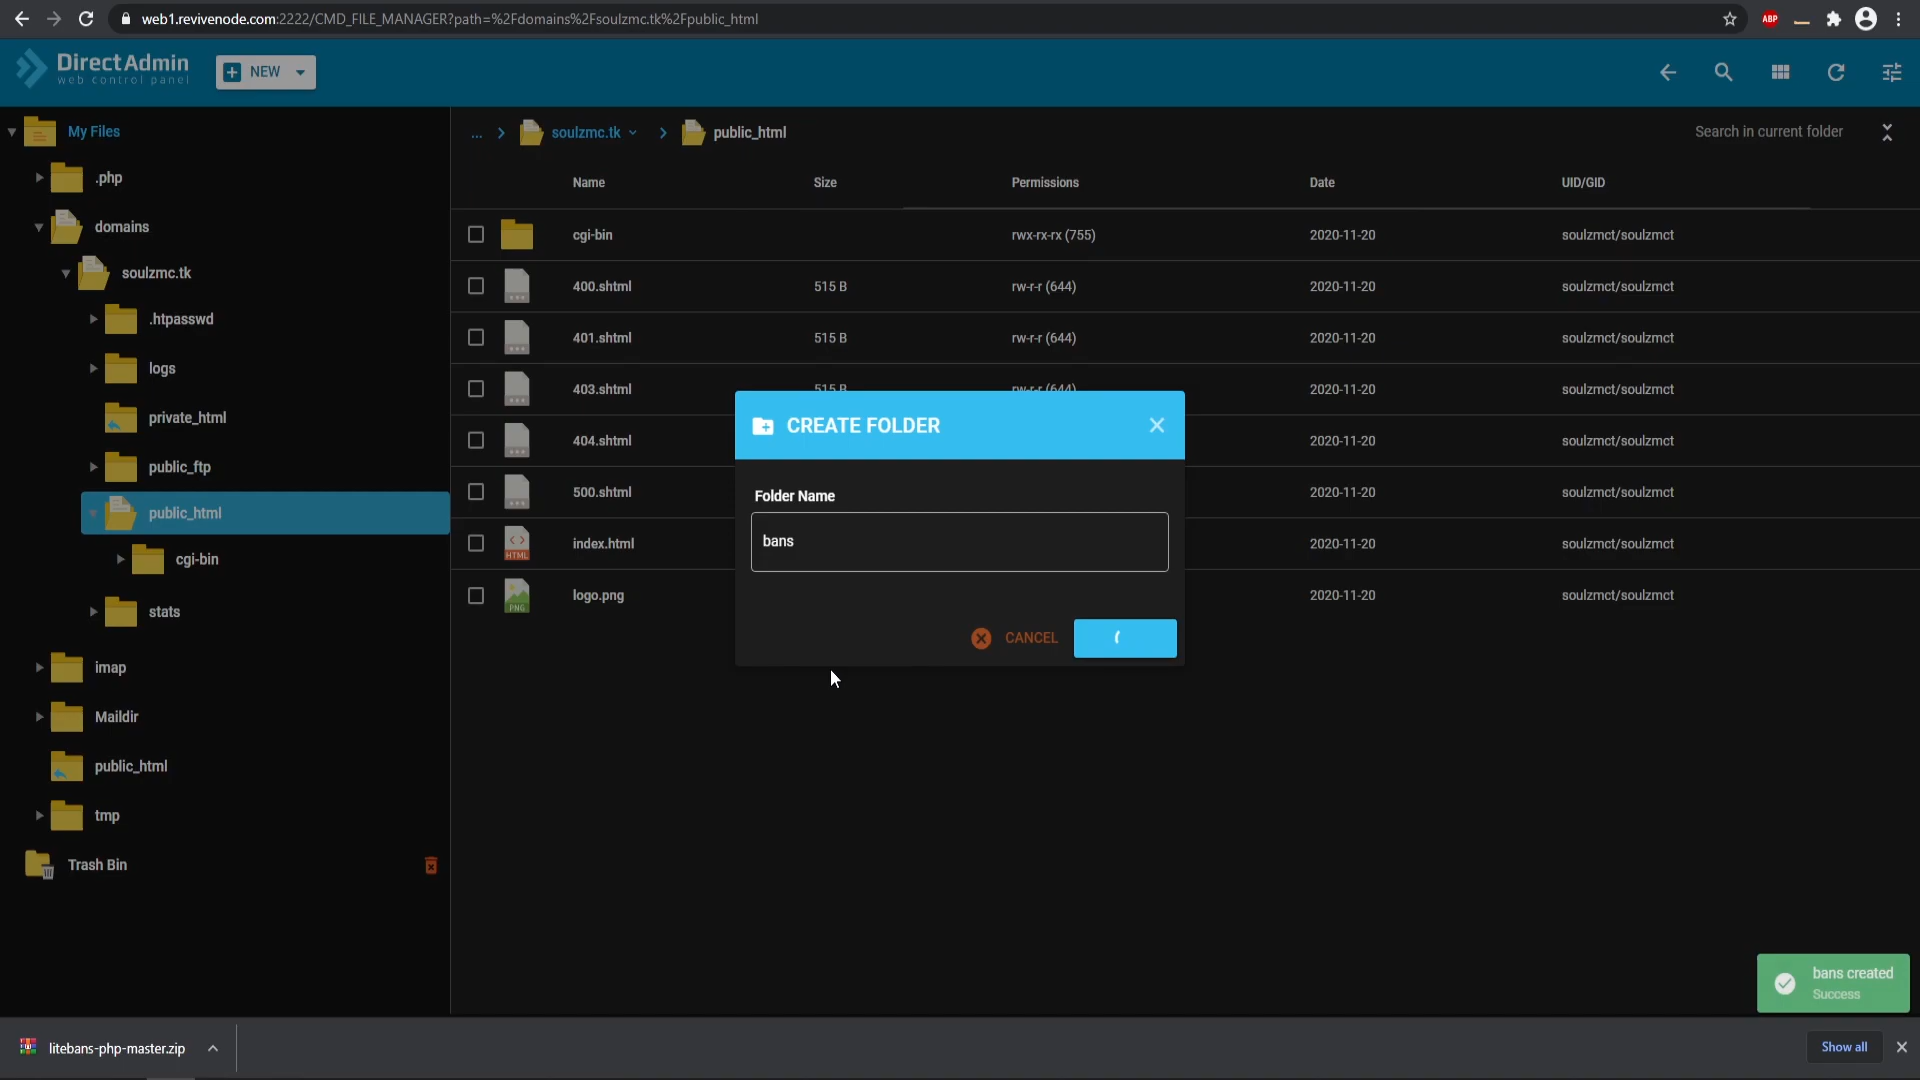 web1.revivenode.com:2222/CMD_FILE_MANAGER?path=%2Fdomains%2Fsoulzmc.tk%2Fpublic_html
ABP
DirectAdmin
web control panel
NEW
My Files
.php
domains
soulzmc.tk
.htpasswd
logs
private_html
public_ftp
public_html
cgi-bin
stats
imap
Maildir
public_html
tmp
Trash Bin
... > soulzmc.tk > public_html
Search in current folder
Name Size Permissions Date UID/GID
cgi-bin rwx-rx-rx (755) 2020-11-20 soulzmct/soulzmct
400.shtml 515 B rw-r-r (644) 2020-11-20 soulzmct/soulzmct
401.shtml 515 B rw-r-r (644) 2020-11-20 soulzmct/soulzmct
403.shtml 515 B rw-r-r (644) 2020-11-20 soulzmct/soulzmct
404.shtml 2020-11-20 soulzmct/soulzmct
500.shtml 2020-11-20 soulzmct/soulzmct
HTML index.html 2020-11-20 soulzmct/soulzmct
PNG logo.png 2020-11-20 soulzmct/soulzmct
CREATE FOLDER
Folder Name
bans
CANCEL
bans created
Success
litebans-php-master.zip
Show all